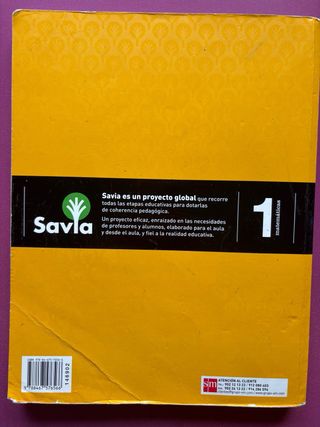 Savia es un proyecto global que recorre
todas las etapas educativas para dotarlas
de coherencia pedagógica.
Un proyecto eficaz, enraizado en las necesidades
de profesores y alumnos, elaborado para el aula
y desde el aula, y fiel a la realidad educativa.
Savia
1
matemáticas
146902
sm
ATENCIÓN AL CLIENTE